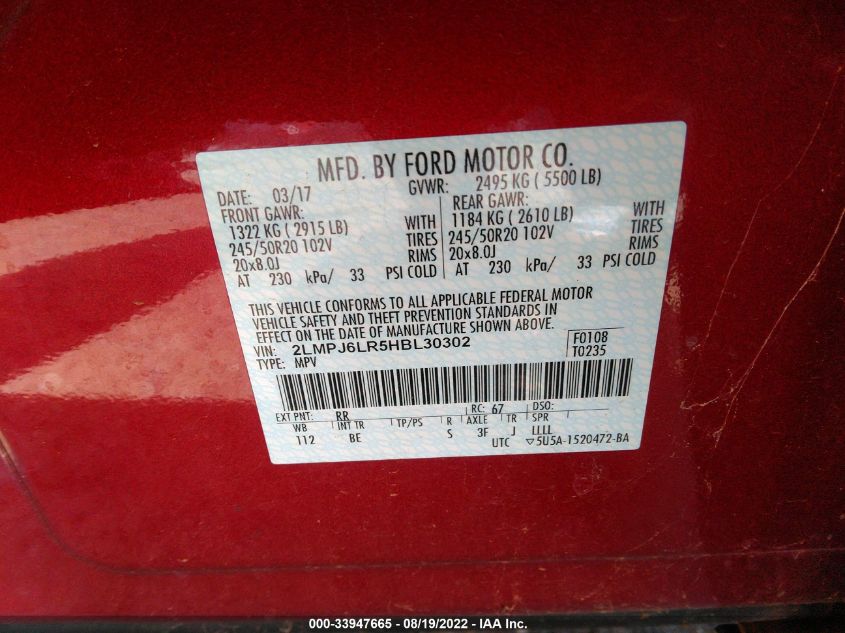 MFD. BY FORD MOTOR CO.
DATE: 03/17 GVWR: 2495 KG ( 5500 LB)
FRONT GAWR: REAR GAWR:
1322 KG ( 2915 LB) WITH 1184 KG ( 2610 LB) WITH
245/50R20 102V TIRES 245/50R20 102V TIRES
20x8.0J RIMS 20x8.0J RIMS
AT 230 kPa/ 33 PSI COLD AT 230 kPa/ 33 PSI COLD
THIS VEHICLE CONFORMS TO ALL APPLICABLE FEDERAL MOTOR
VEHICLE SAFETY AND THEFT PREVENTION STANDARDS IN
EFFECT ON THE DATE OF MANUFACTURE SHOWN ABOVE.
VIN: 2LMPJ6LR5HBL30302 F0108
TYPE: MPV T0235
EXT PNT: RR RC: 67 DSO:
WB INT TR TP/PS R AXLE TR SPR
112 BE S 3F J LLLL
UTC ▽5U5A-1520472-BA
000-33947665 - 08/19/2022 - IAA Inc.